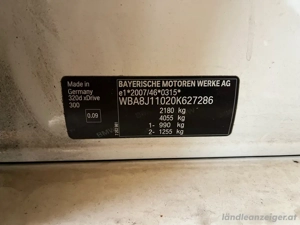 Made in
Germany
320d xDrive
300
0,09
BAYERISCHE MOTOREN WERKE AG
e1*2007/46*0315*
WBA8J11020K627286
2180 kg
4055 kg
1- 990 kg
2- 1255 kg
ländleanzeiger.at